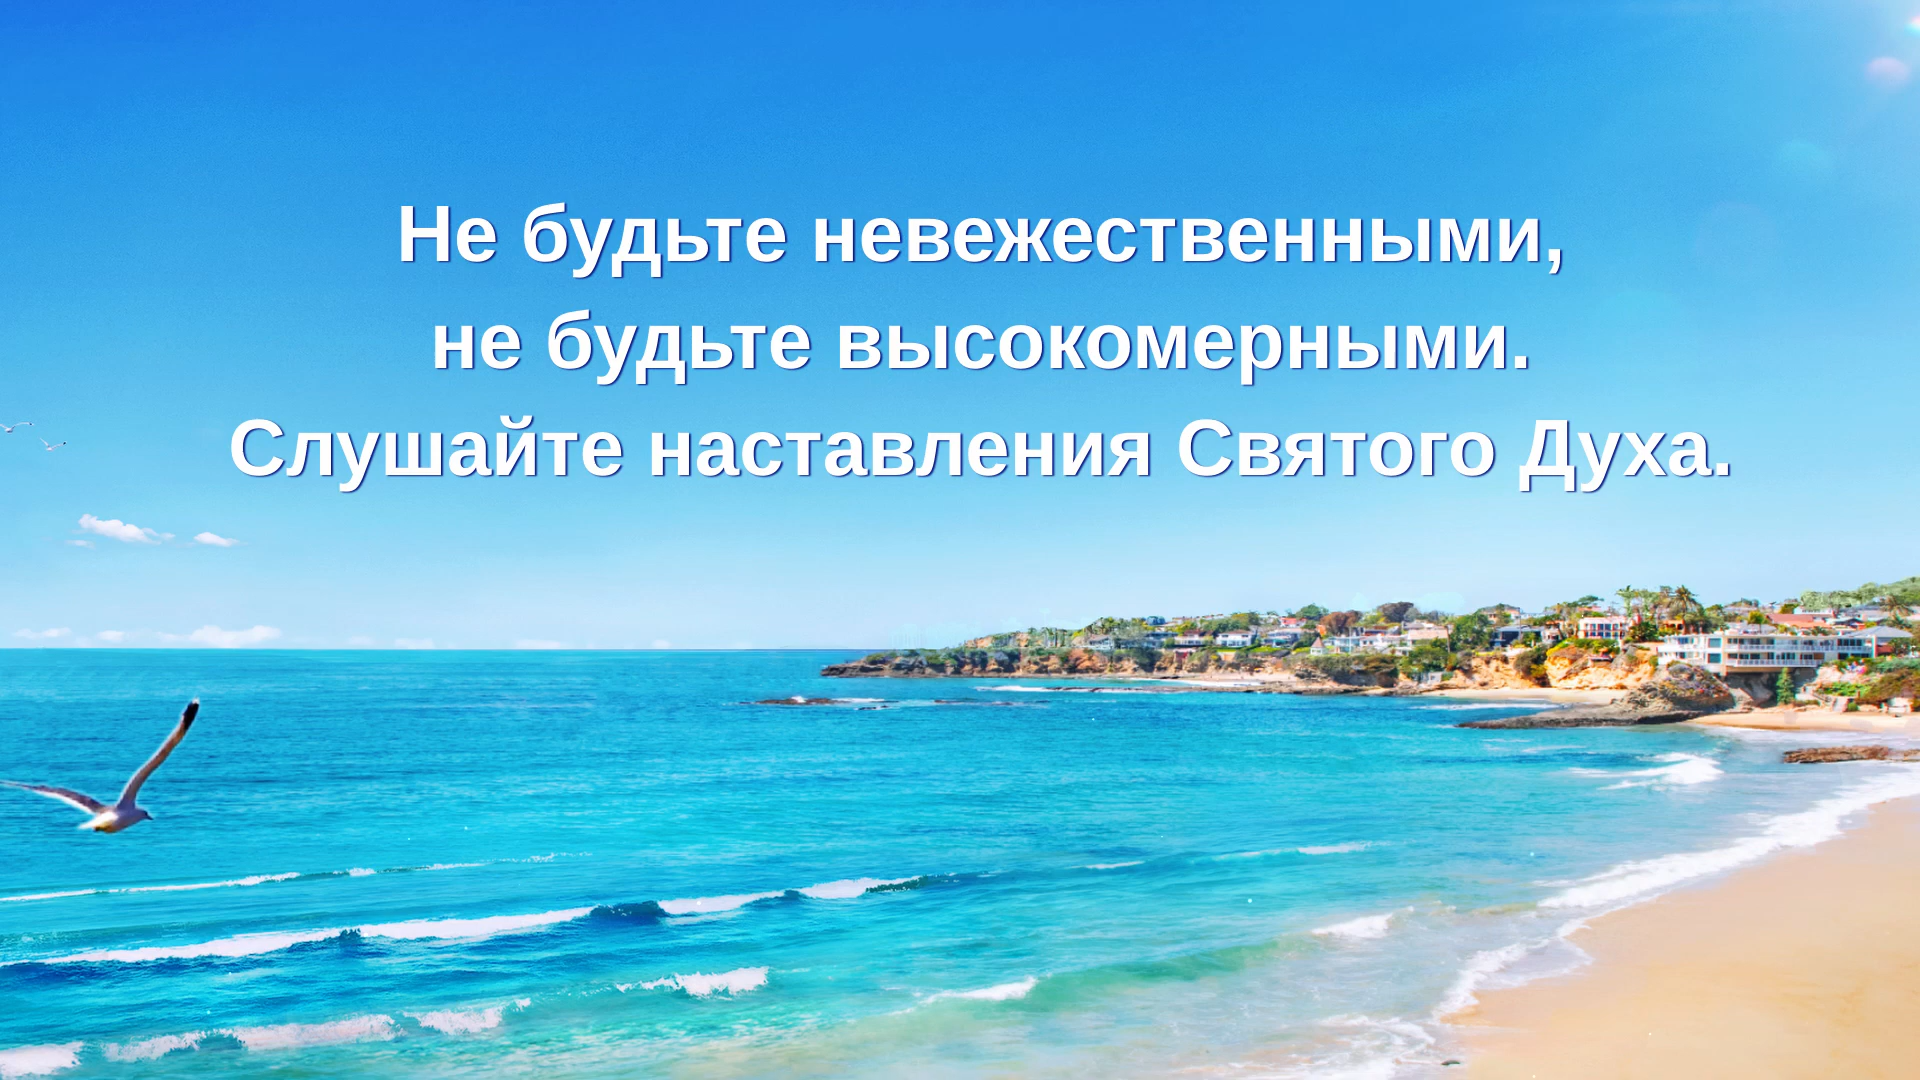 Не будьте невежественными,
не будьте высокомерными.
Слушайте наставления Святого Духа.